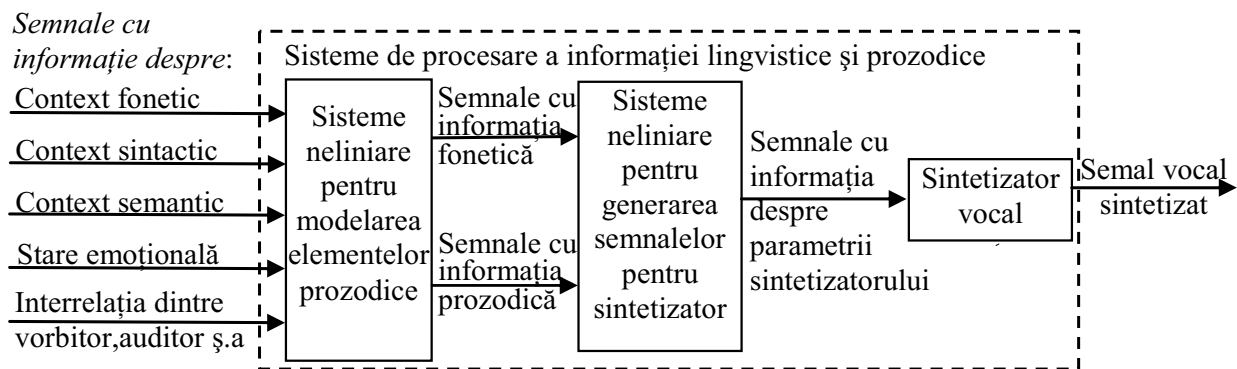 Semnale cu
informație despre:
Context fonetic
Context sintactic
Context semantic
Stare emoțională
Interrelația dintre
vorbitor,auditor ş.a
Sisteme de procesare a informației lingvistice şi prozodice
Sisteme
neliniare
pentru
modelarea
elementelor
prozodice
Semnale cu
informația
fonetică
Semnale cu
informația
prozodică
Sisteme
neliniare
pentru
generarea
semnalelor
pentru
sintetizator
Semnale cu
informația
despre
parametrii
sintetizatorului
Sintetizator
vocal
Semal vocal
sintetizat